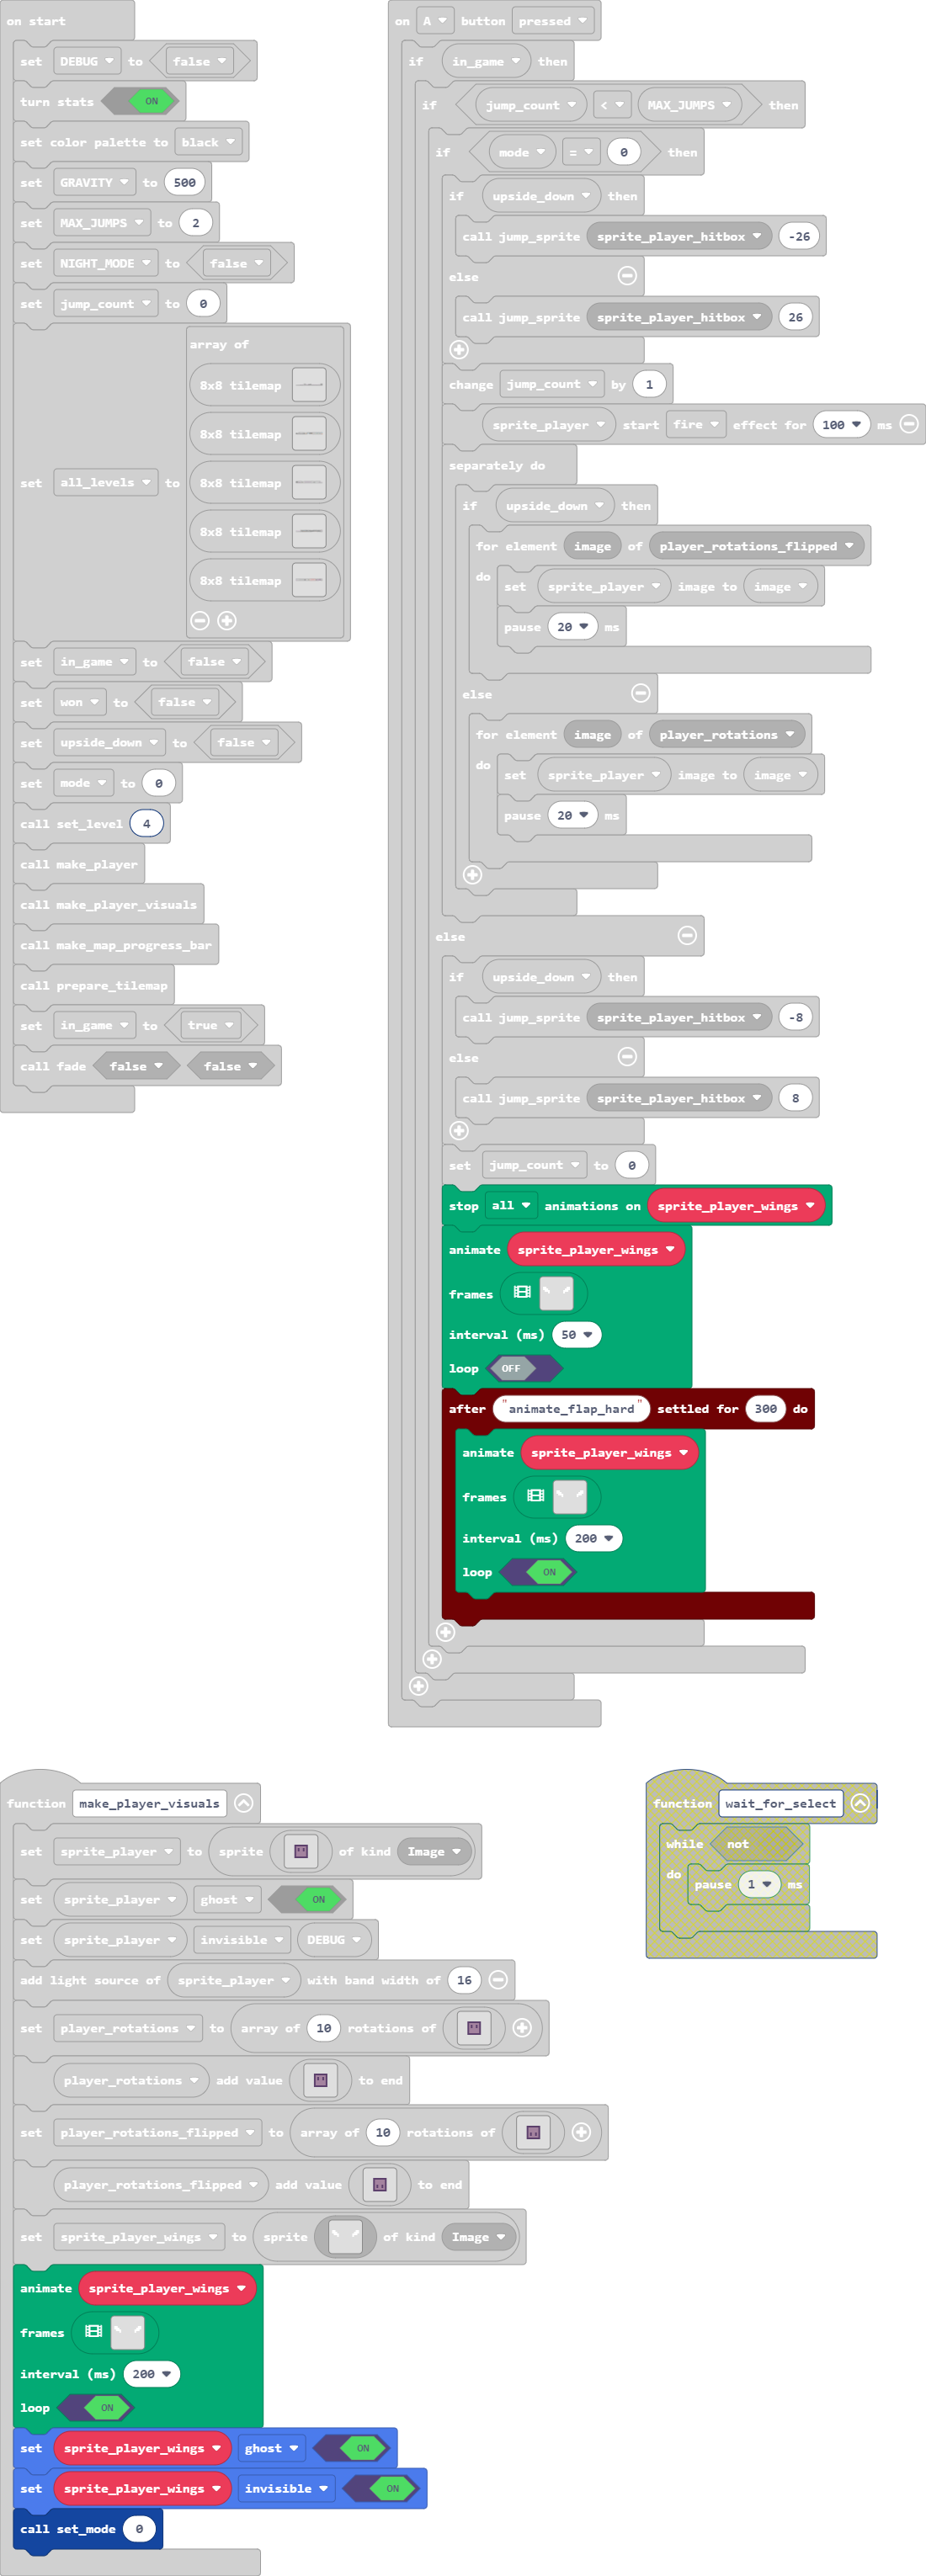 on start
set DEBUG to false
turn stats ON
set color palette to black
set GRAVITY to 500
set MAX_JUMPS to 2
set NIGHT_MODE to false
set jump_count to 0
set all_levels to
array of
8x8 tilemap
8x8 tilemap
8x8 tilemap
8x8 tilemap
8x8 tilemap
set in_game to false
set won to false
set upside_down to false
set mode to 0
call set_level 4
call make_player
call make_player_visuals
call make_map_progress_bar
call prepare_tilemap
set in_game to true
call fade false false
on A button pressed
if in_game then
if jump_count < MAX_JUMPS then
if mode = 0 then
if upside_down then
call jump_sprite sprite_player_hitbox -26
else
call jump_sprite sprite_player_hitbox 26
change jump_count by 1
sprite_player start fire effect for 100 ms
separately do
if upside_down then
for element image of player_rotations_flipped
do
set sprite_player image to image
pause 20 ms
else
for element image of player_rotations
do
set sprite_player image to image
pause 20 ms
else
if upside_down then
call jump_sprite sprite_player_hitbox -8
else
call jump_sprite sprite_player_hitbox 8
set jump_count to 0
stop all animations on sprite_player_wings
animate sprite_player_wings
frames
interval (ms) 50
loop OFF
after "animate_flap_hard" settled for 300 do
animate sprite_player_wings
frames
interval (ms) 200
loop ON
function make_player_visuals
set sprite_player to sprite of kind Image
set sprite_player ghost ON
set sprite_player invisible DEBUG
add light source of sprite_player with band width of 16
set player_rotations to array of 10 rotations of
player_rotations add value to end
set player_rotations_flipped to array of 10 rotations of
player_rotations_flipped add value to end
set sprite_player_wings to sprite of kind Image
animate sprite_player_wings
frames
interval (ms) 200
loop ON
set sprite_player_wings ghost ON
set sprite_player_wings invisible ON
call set_mode 0
function wait_for_select
while not
do
pause 1 ms